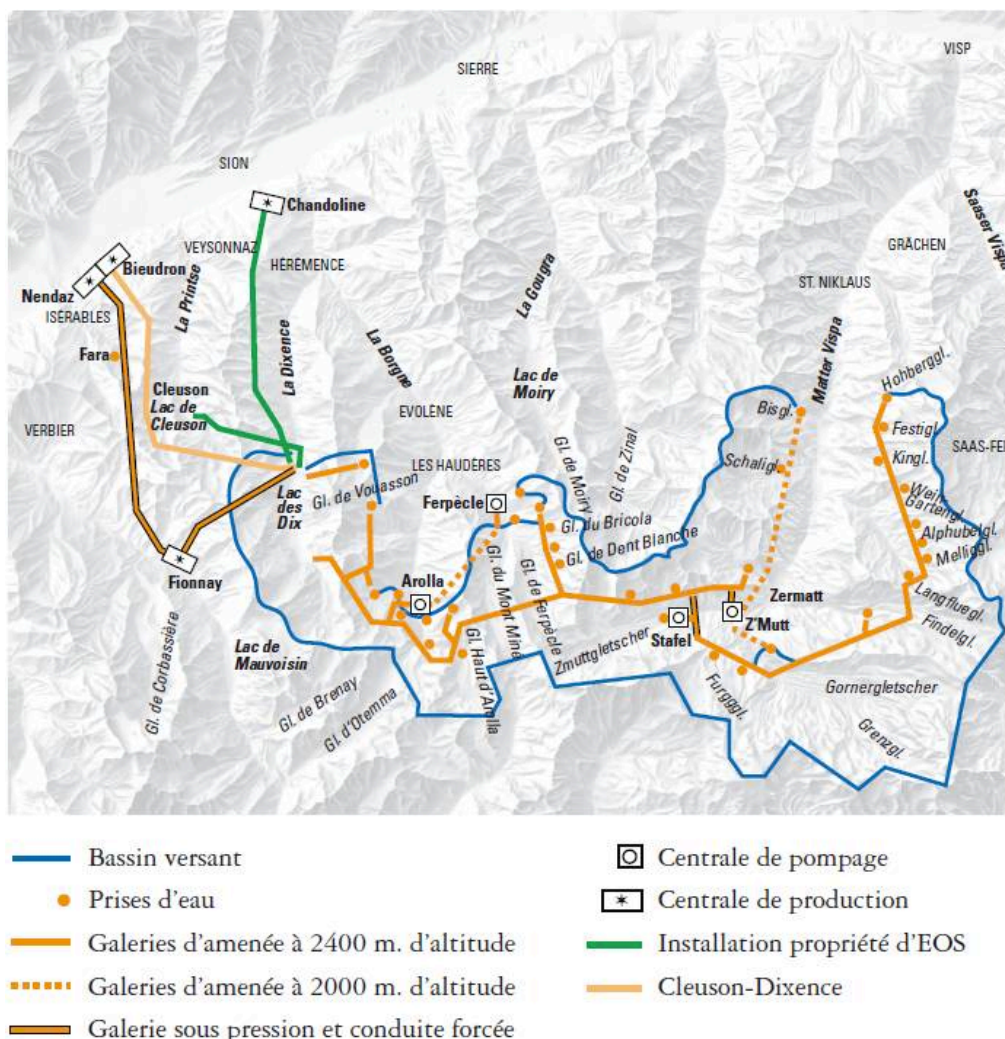 VISP
SIERRE
SION
Chandoline
Saaser Vispa
GRÄCHEN
VEYSONNAZ
HÉRÉMENCE
Bieudron
La Printse
La Gougra
ST. NIKLAUS
Nendaz
ISÉRABLES
Fara
La Dixence
La Borgne
Matter Vispa
Lac de
Moiry
Hohberggl.
Cleuson
Lac de
Cleuson
EVOLÈNE
Bisgl.
Festigl.
VERBIER
Gl. de Moiry
Gl. de Zinal
Kingl.
SAAS-FE
LES HAUDÈRES
Schaligl.
Lac
des
Dix
Gl. de Vouasson
Ferpècle
Wein
Gartengl.
Gl. du Bricola
Alphubelgl.
Gl. de Dent Blanche
Mellíggl.
Fionnay
Arolla
Gl. du Mont Miné
Gl. de Ferpècle
Zermatt
Langfluegl.
Z'Mutt
Findelgl.
Stafel
Gl. de Corbassière
Lac de
Mauvoisin
Gl. Haut d'Arolla
Zmuttgletscher
Gl. de Brenay
Gl. d'Otemma
Furgggl.
Gornergletscher
Grenzgl.
Bassin versant
Prises d'eau
Galeries d'amenée à 2400 m. d'altitude
Galeries d'amenée à 2000 m. d'altitude
Galerie sous pression et conduite forcée
Centrale de pompage
Centrale de production
Installation propriété d'EOS
Cleuson-Dixence